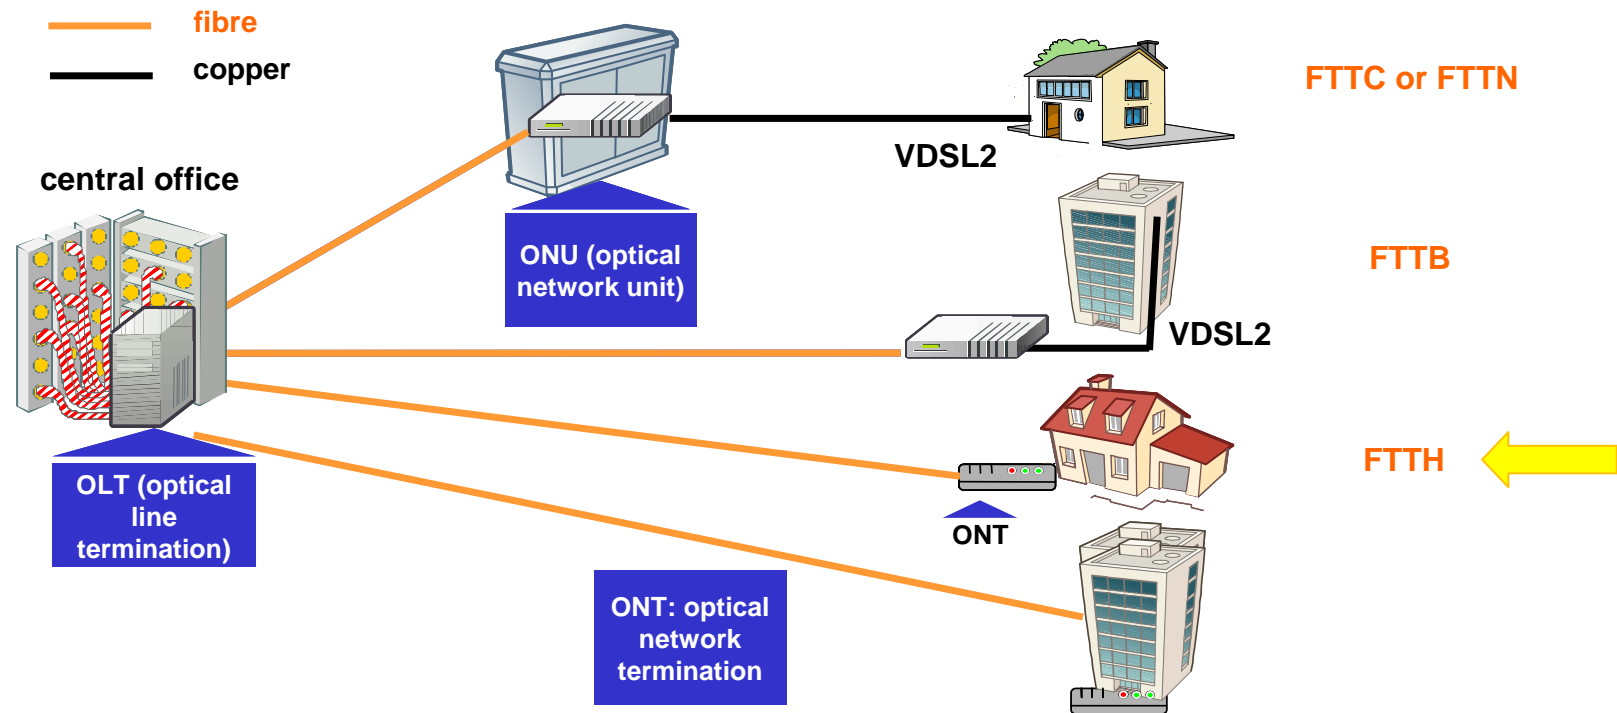 fibre
copper
FTTC or FTTN
VDSL2
central office
ONU (optical
network unit)
FTTB
VDSL2
FTTH
OLT (optical
line
termination)
ONT
ONT: optical
network
termination